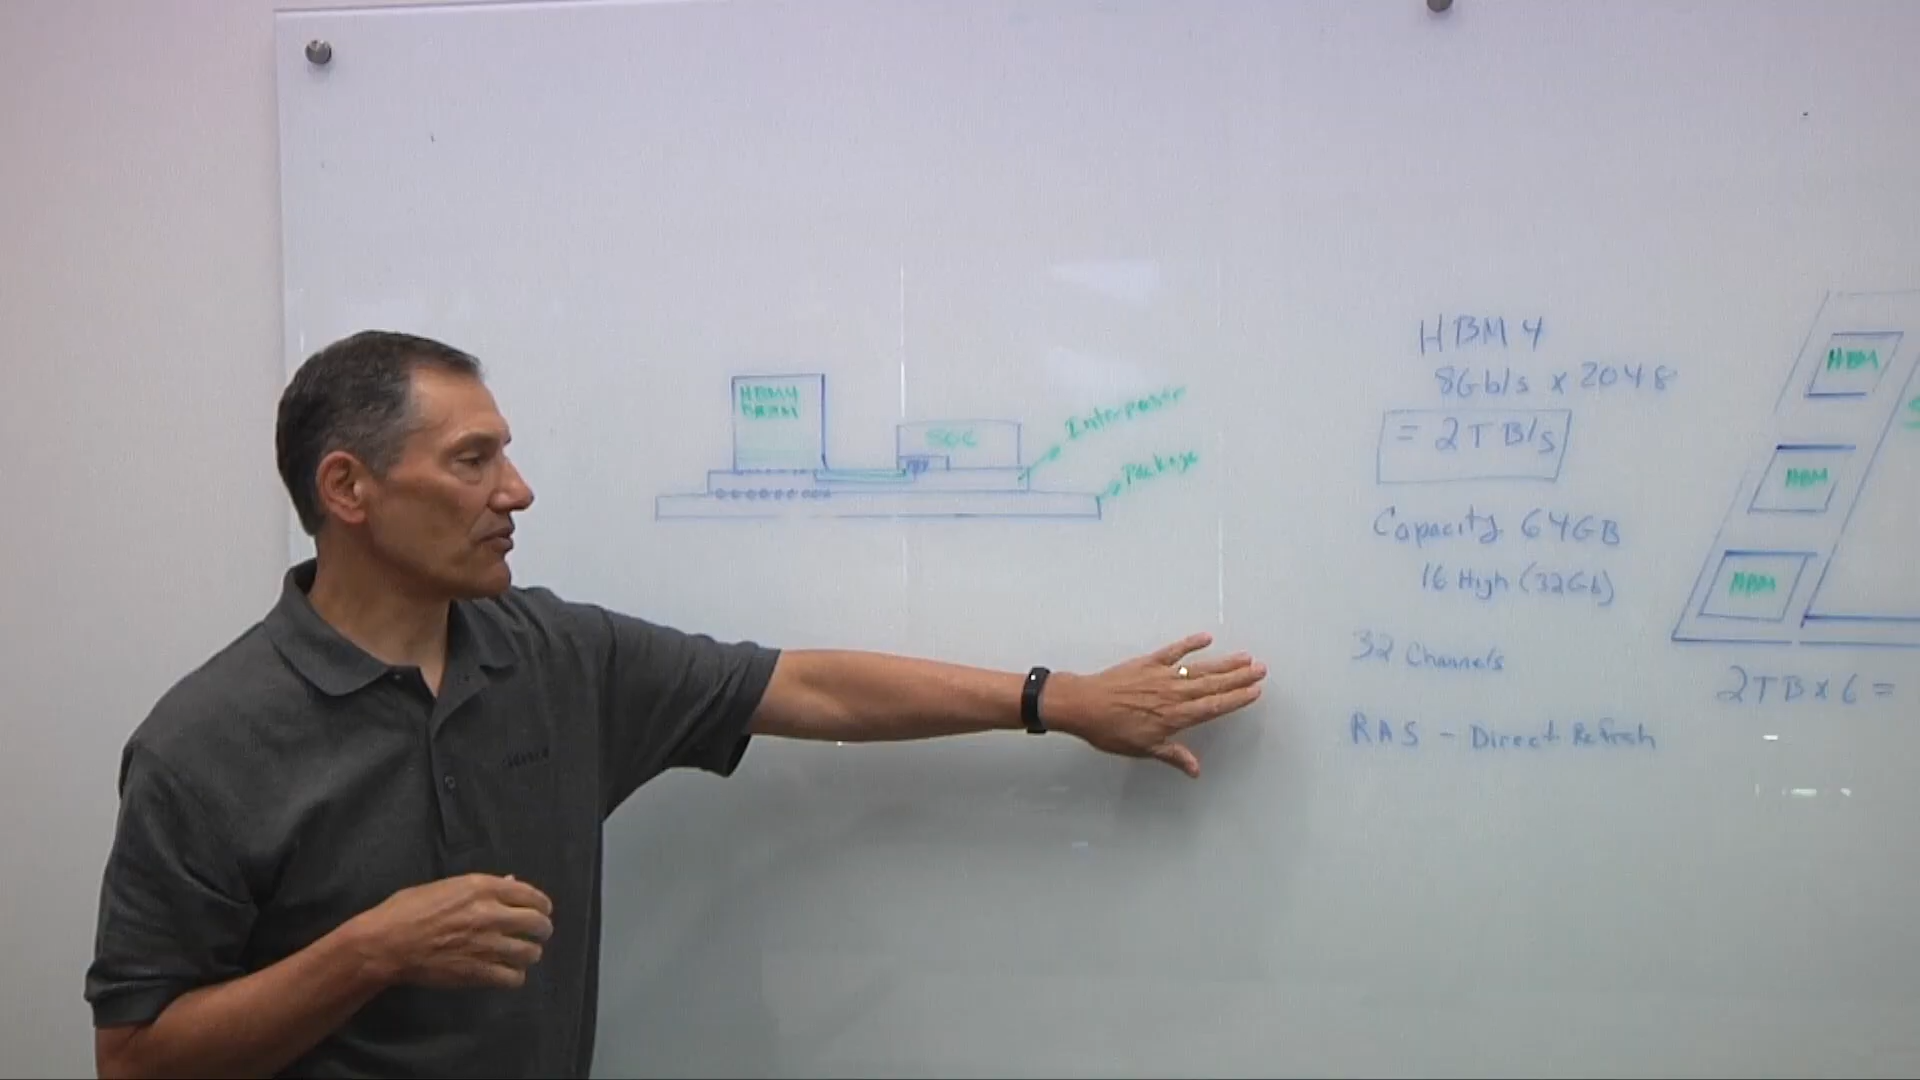 HBM4
DRAM
SOC
Interposer
Package
HBM4
8Gb/s x 2048
= 2TB/s
Capacity 64GB
16 High (32Gb)
32 Channels
RAS - Direct Refresh
HBM
HBM
HBM
2TB x 6 =